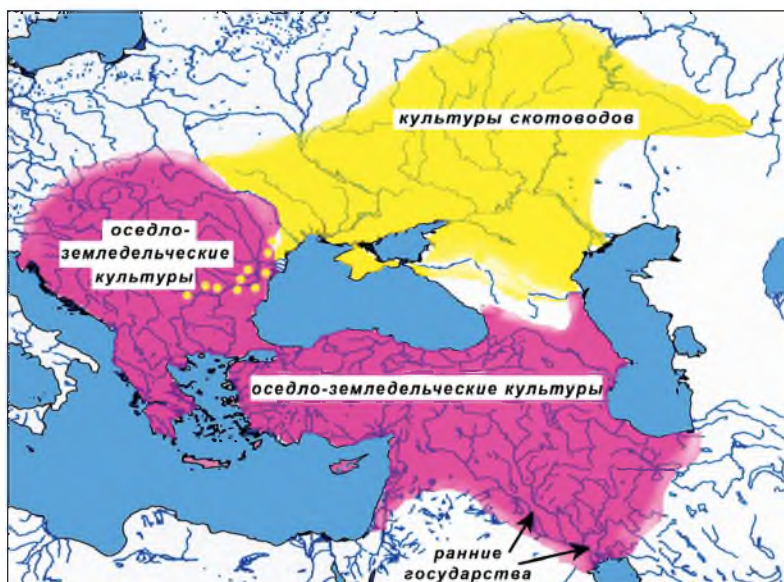 культуры скотоводов
оседло-
земледельческие
культуры
оседло-земледельческие культуры
ранние
государства